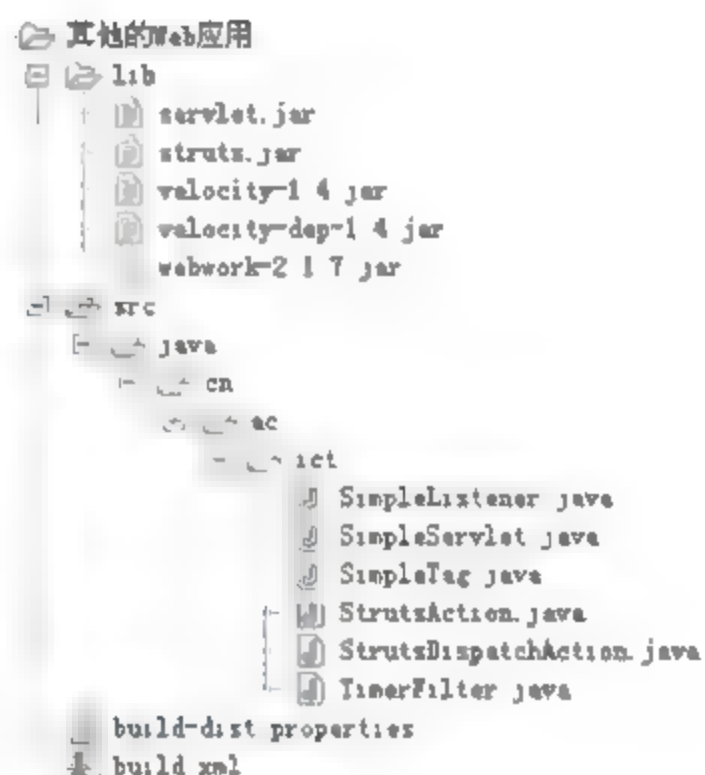 其他的Web应用
lib
servlet.jar
struts.jar
velocity-1 4 jar
velocity-dep-1 4 jar
webwork-2 1 7 jar
src
java
cn
ac
ict
SimpleListener java
SimpleServlet java
SimpleTag java
StrutsAction.java
StrutsDispatchAction.java
TimerFilter java
build-dist properties
build xml